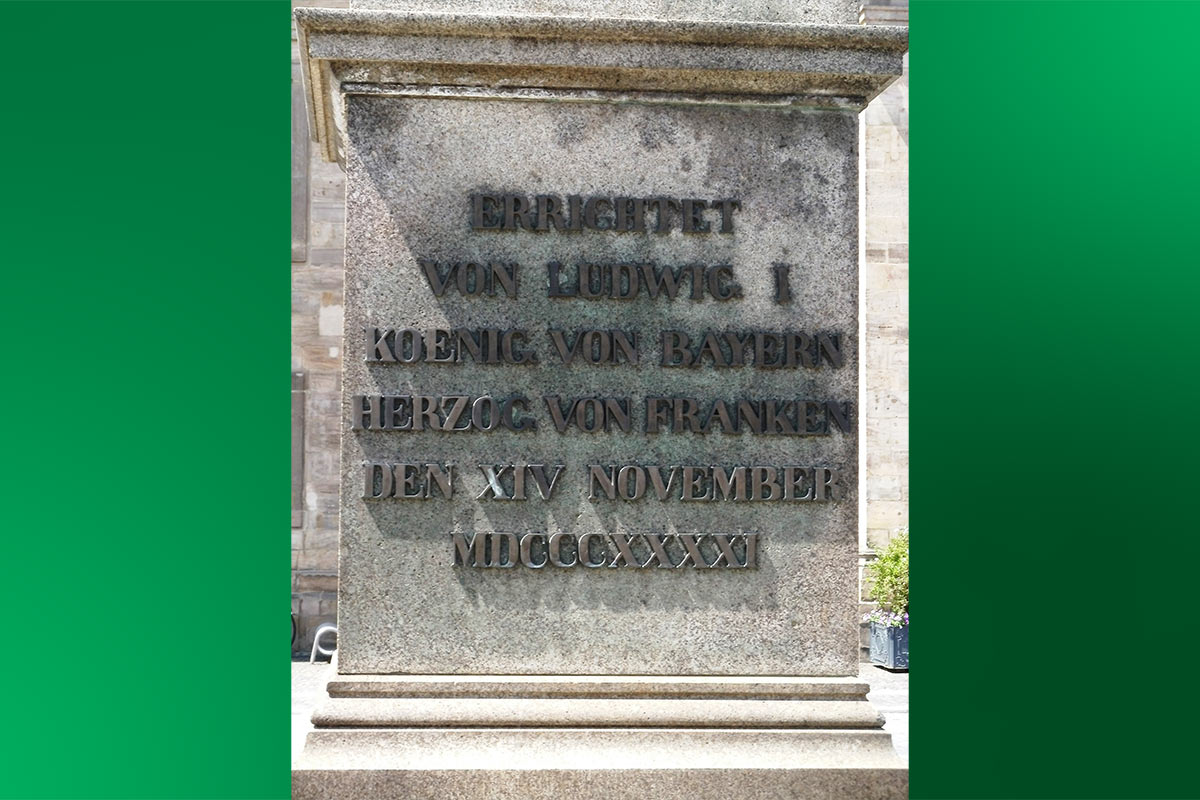 ERRICHTET
VON LUDWIG. I
KOENIG. VON BAYERN
HERZOG. VON FRANKEN
DEN XIV NOVEMBER
MDCCCXXXXI